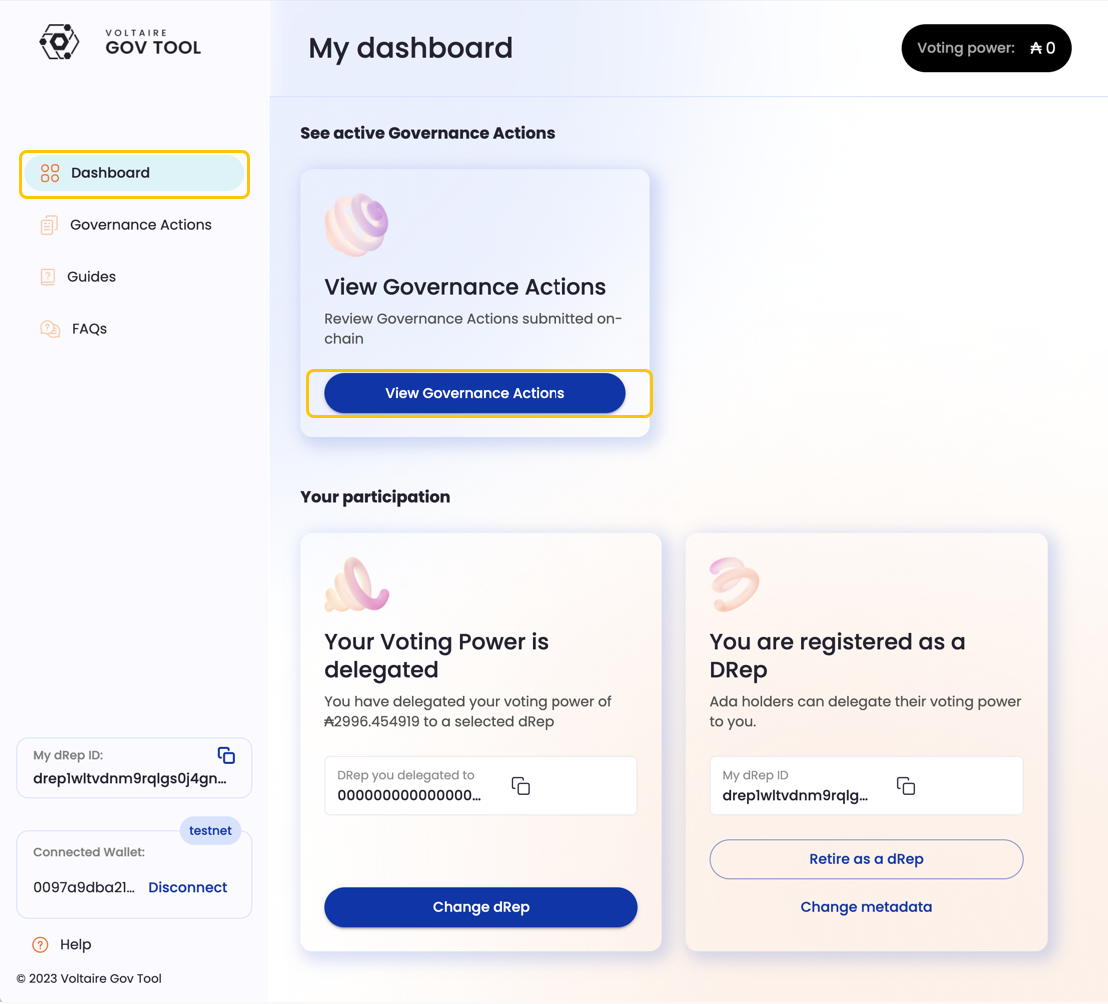 VOLTAIRE
GOV TOOL
My dashboard
Voting power: ₳ 0
Dashboard
Governance Actions
Guides
FAQs
See active Governance Actions
View Governance Actions
Review Governance Actions submitted on-
chain
View Governance Actions
Your participation
Your Voting Power is
delegated
You have delegated your voting power of
₳2996.454919 to a selected dRep
DRep you delegated to
000000000000000...
Change dRep
You are registered as a
DRep
Ada holders can delegate their voting power
to you.
My dRep ID
drep1wltvdnm9rqlg...
Retire as a dRep
Change metadata
My dRep ID:
drep1wltvdnm9rqlgs0j4gn...
testnet
Connected Wallet:
0097a9dba21... Disconnect
Help
© 2023 Voltaire Gov Tool